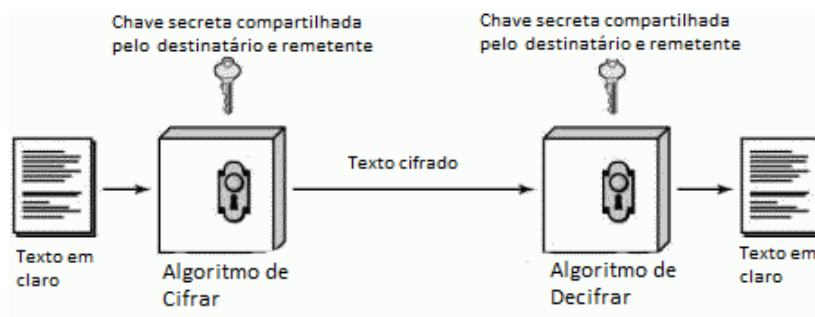 Chave secreta compartilhada
pelo destinatário e remetente
Chave secreta compartilhada
pelo destinatário e remetente
Texto cifrado
Texto em
claro
Algoritmo de
Cifrar
Algoritmo de
Decifrar
Texto em
claro